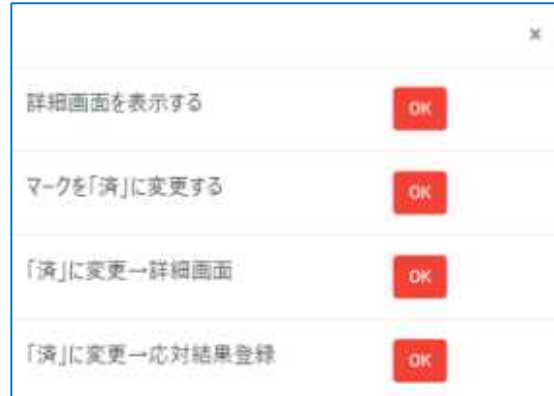 ×
詳細画面を表示する OK
マークを「済」に変更する OK
「済」に変更→詳細画面 OK
「済」に変更→応対結果登録 OK